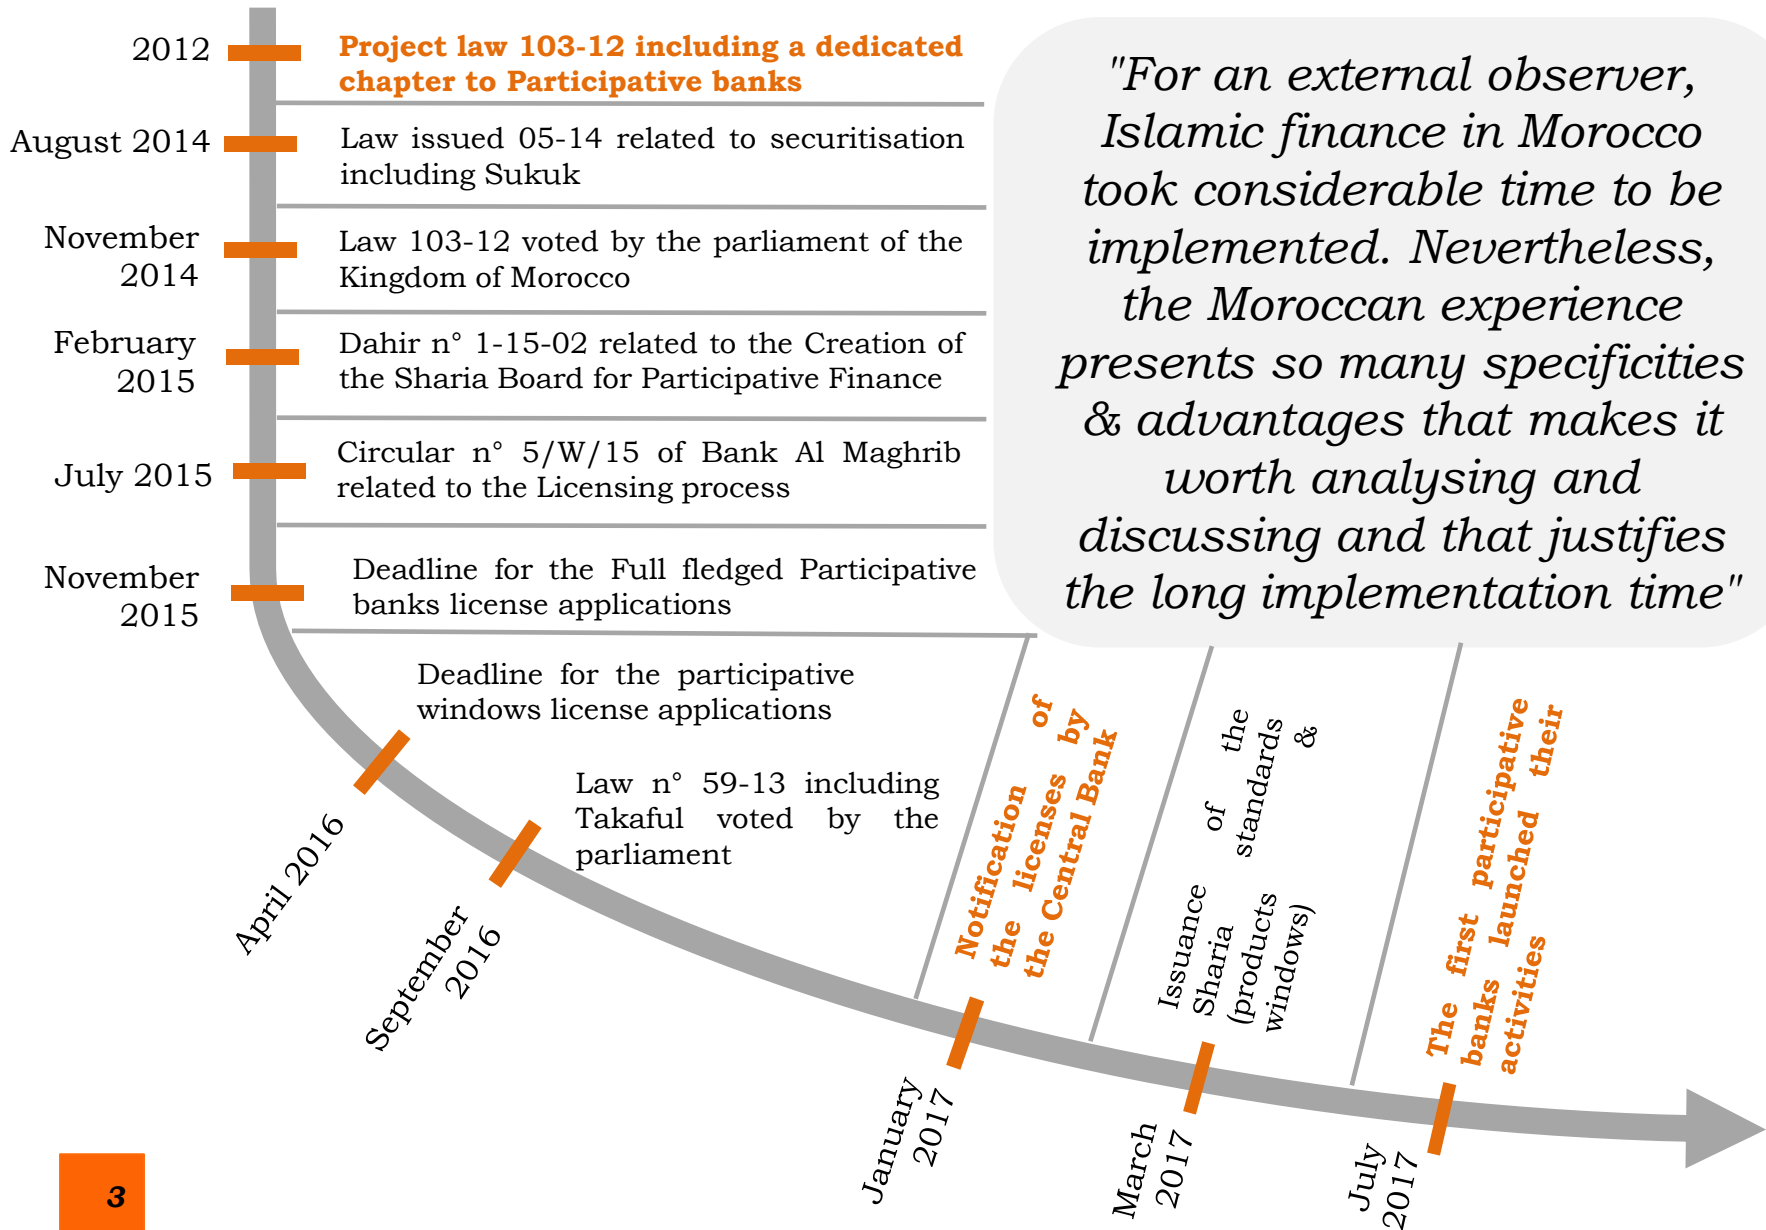 2012
Project law 103-12 including a dedicated
chapter to Participative banks
August 2014
Law issued 05-14 related to securitisation
including Sukuk
November
2014
Law 103-12 voted by the parliament of the
Kingdom of Morocco
February
2015
Dahir n° 1-15-02 related to the Creation of
the Sharia Board for Participative Finance
July 2015
Circular n° 5/W/15 of Bank Al Maghrib
related to the Licensing process
November
2015
Deadline for the Full fledged Participative
banks license applications
April 2016
Deadline for the participative
windows license applications
September
2016
Law n° 59-13 including
Takaful voted by the
parliament
January
2017
Notification of
the licenses by
the Central Bank
March
2017
Issuance of the
Sharia standards
(products &
windows)
July
2017
The first participative
banks launched their
activities
"For an external observer,
Islamic finance in Morocco
took considerable time to be
implemented. Nevertheless,
the Moroccan experience
presents so many specificities
& advantages that makes it
worth analysing and
discussing and that justifies
the long implementation time"
3